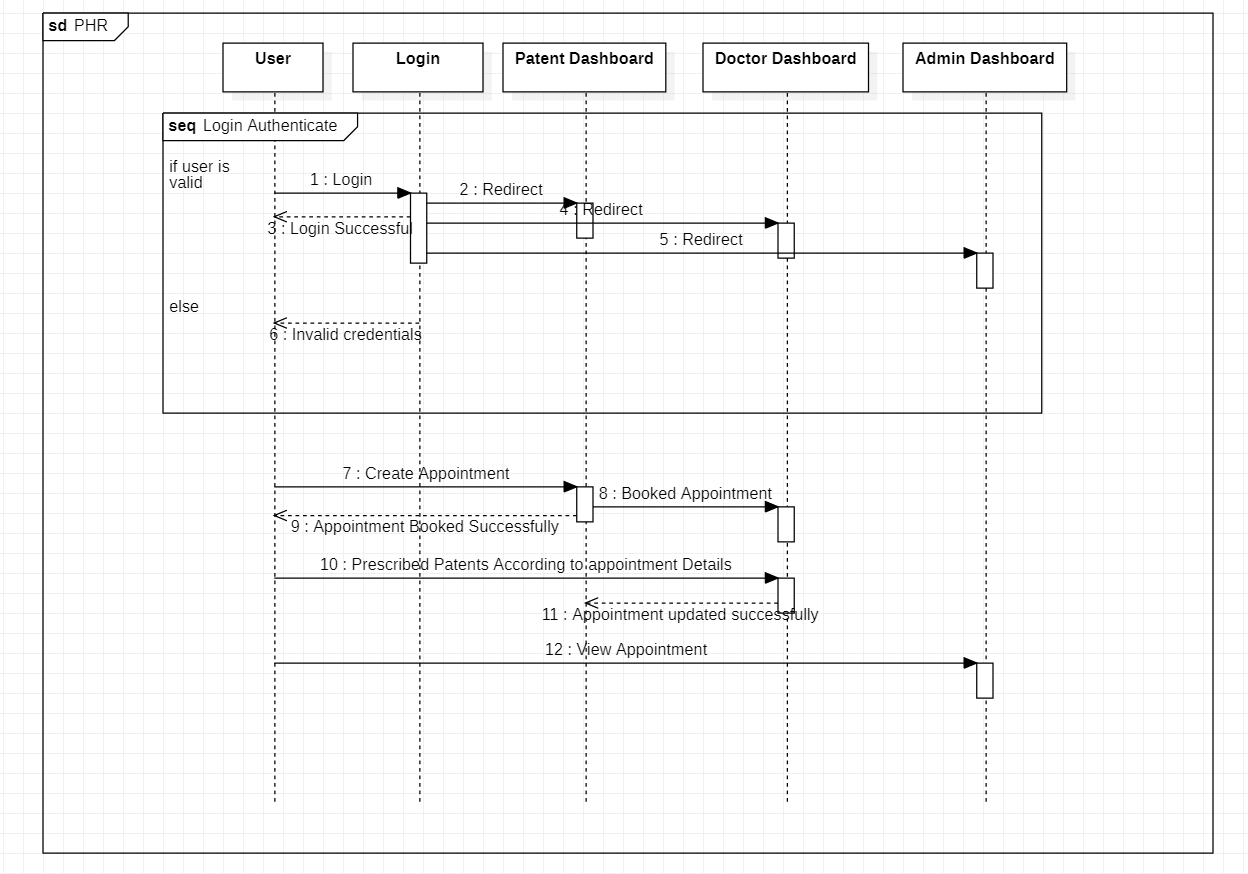 sd PHR
User
Login
Patent Dashboard
Doctor Dashboard
Admin Dashboard
seq Login Authenticate
if user is
valid
1 : Login
2 : Redirect
4 : Redirect
3 : Login Successful
5 : Redirect
else
6 : Invalid credentials
7 : Create Appointment
8 : Booked Appointment
9 : Appointment Booked Successfully
10 : Prescribed Patents According to appointment Details
11 : Appointment updated successfully
12 : View Appointment